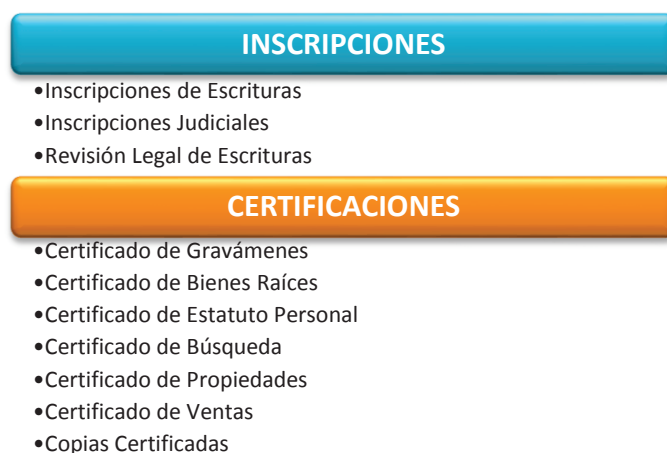 INSCRIPCIONES
•Inscripciones de Escrituras
•Inscripciones Judiciales
•Revisión Legal de Escrituras
CERTIFICACIONES
•Certificado de Gravámenes
•Certificado de Bienes Raíces
•Certificado de Estatuto Personal
•Certificado de Búsqueda
•Certificado de Propiedades
•Certificado de Ventas
•Copias Certificadas